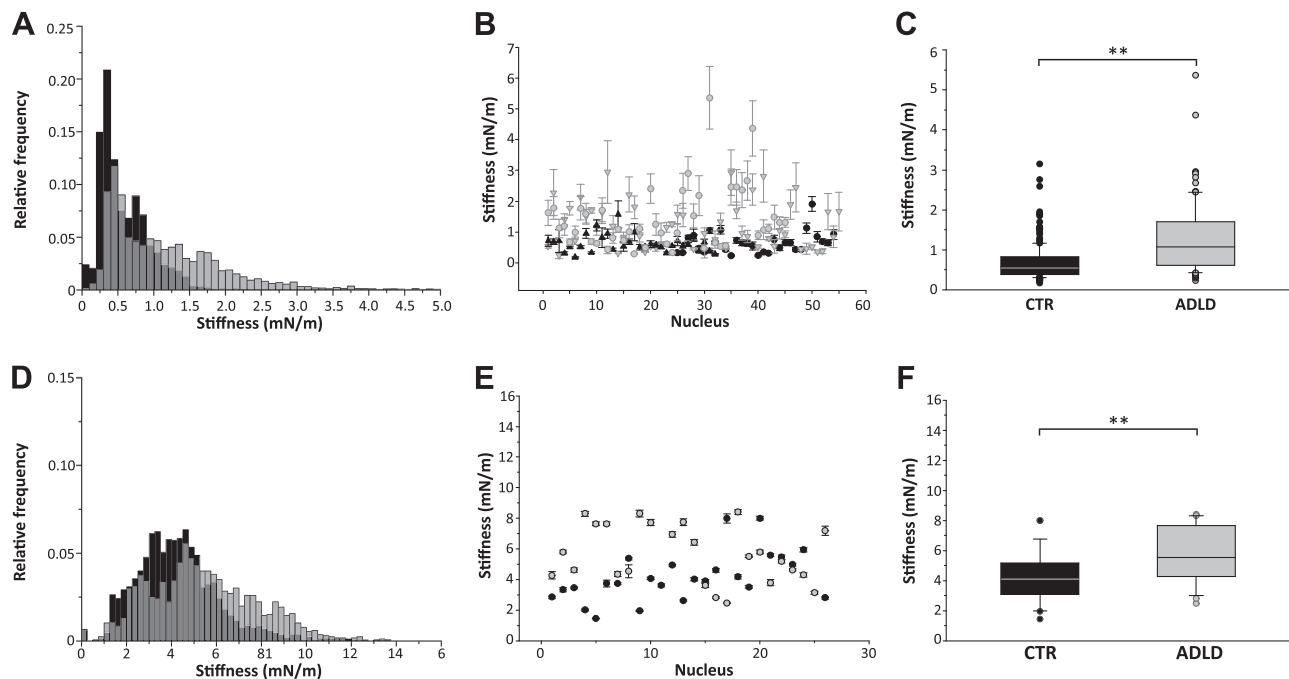 A
0.25
0.20
0.15
0.10
0.05
0
Relative frequency
0 0.5 1.0 1.5 2.0 2.5 3.0 3.5 4.0 4.5 5.0
Stiffness (mN/m)
B
7
6
5
4
3
2
1
0
Stiffness (mN/m)
0 10 20 30 40 50 60
Nucleus
C
6
5
4
3
2
1
0
Stiffness (mN/m)
**
CTR ADLD
D
0.15
0.10
0.05
0
Relative frequency
0 2 4 6 81 10 12 14 6
Stiffness (mN/m)
E
16
14
12
10
8
6
4
2
0
Stiffness (mN/m)
0 10 20 30
Nucleus
F
16
14
12
10
8
6
4
2
0
Stiffness (mN/m)
**
CTR ADLD